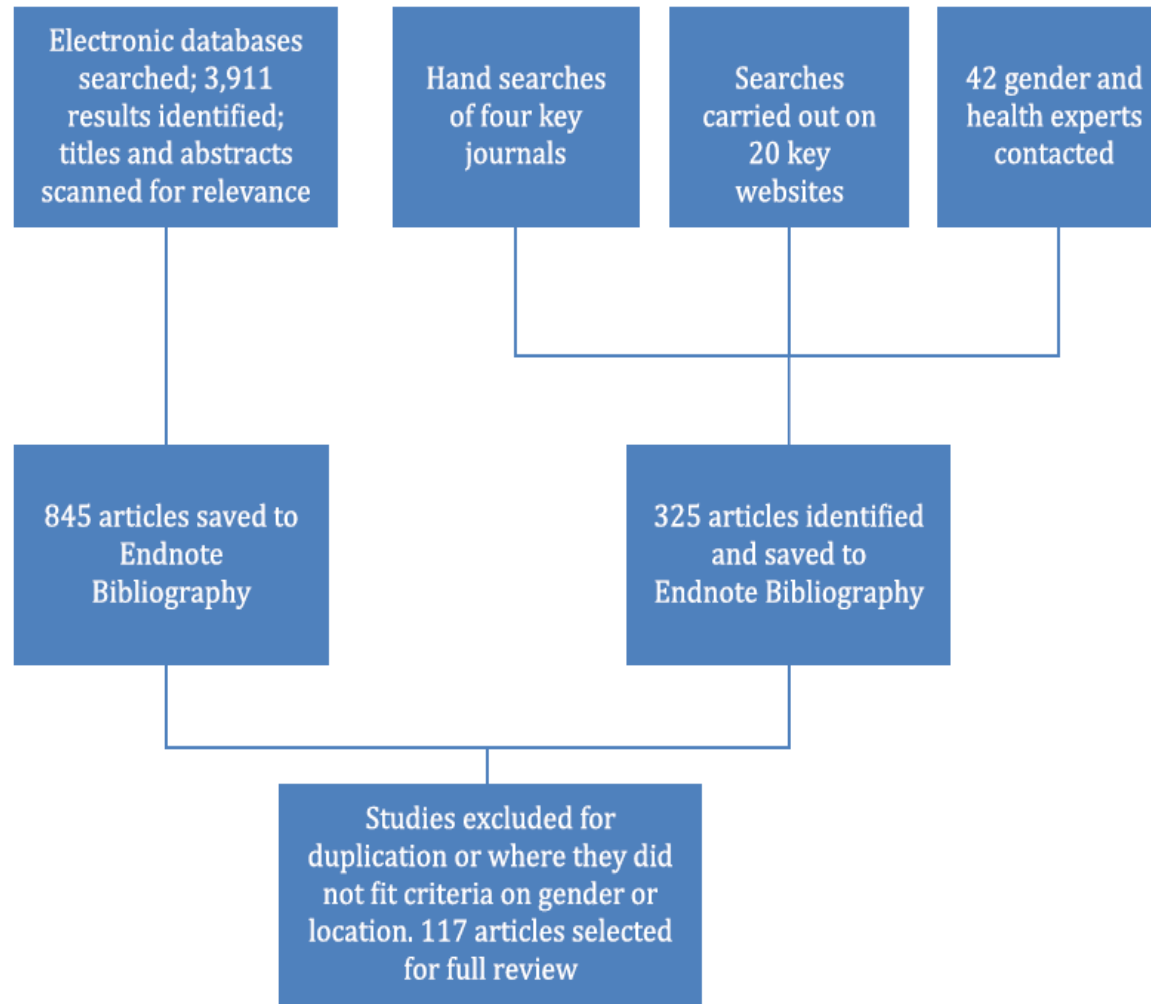 Electronic databases
searched; 3,911
results identified;
titles and abstracts
scanned for relevance
Hand searches
of four key
journals
Searches
carried out on
20 key
websites
42 gender and
health experts
contacted
845 articles saved to
Endnote
Bibliography
325 articles identified
and saved to
Endnote Bibliography
Studies excluded for
duplication or where they did
not fit criteria on gender or
location. 117 articles selected
for full review